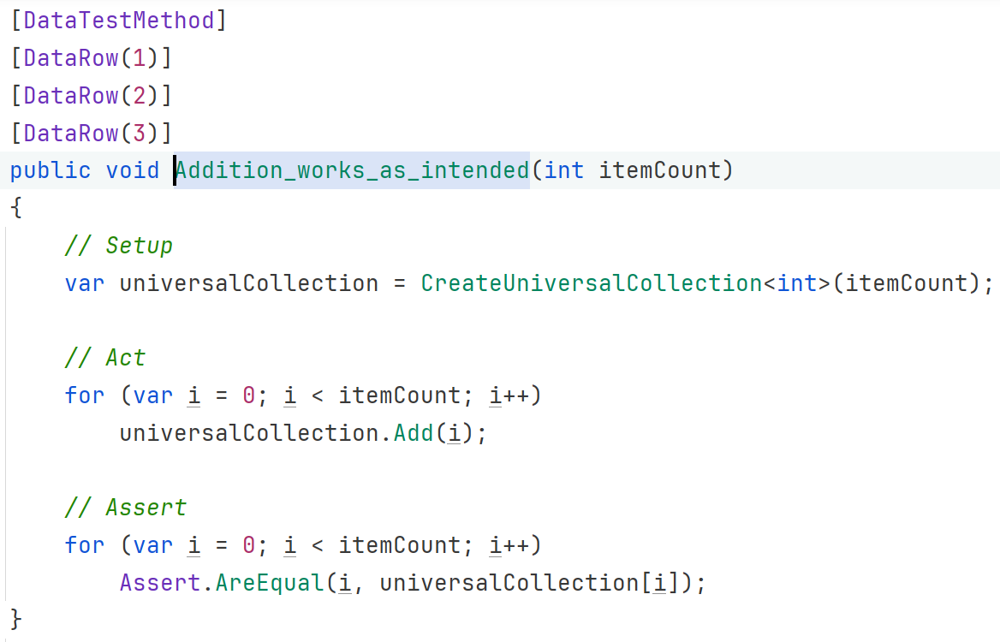 [DataTestMethod]
[DataRow(1)]
[DataRow(2)]
[DataRow(3)]
public void Addition_works_as_intended(int itemCount)
{
    // Setup
    var universalCollection = CreateUniversalCollection<int>(itemCount);

    // Act
    for (var i = 0; i < itemCount; i++)
        universalCollection.Add(i);

    // Assert
    for (var i = 0; i < itemCount; i++)
        Assert.AreEqual(i, universalCollection[i]);
}